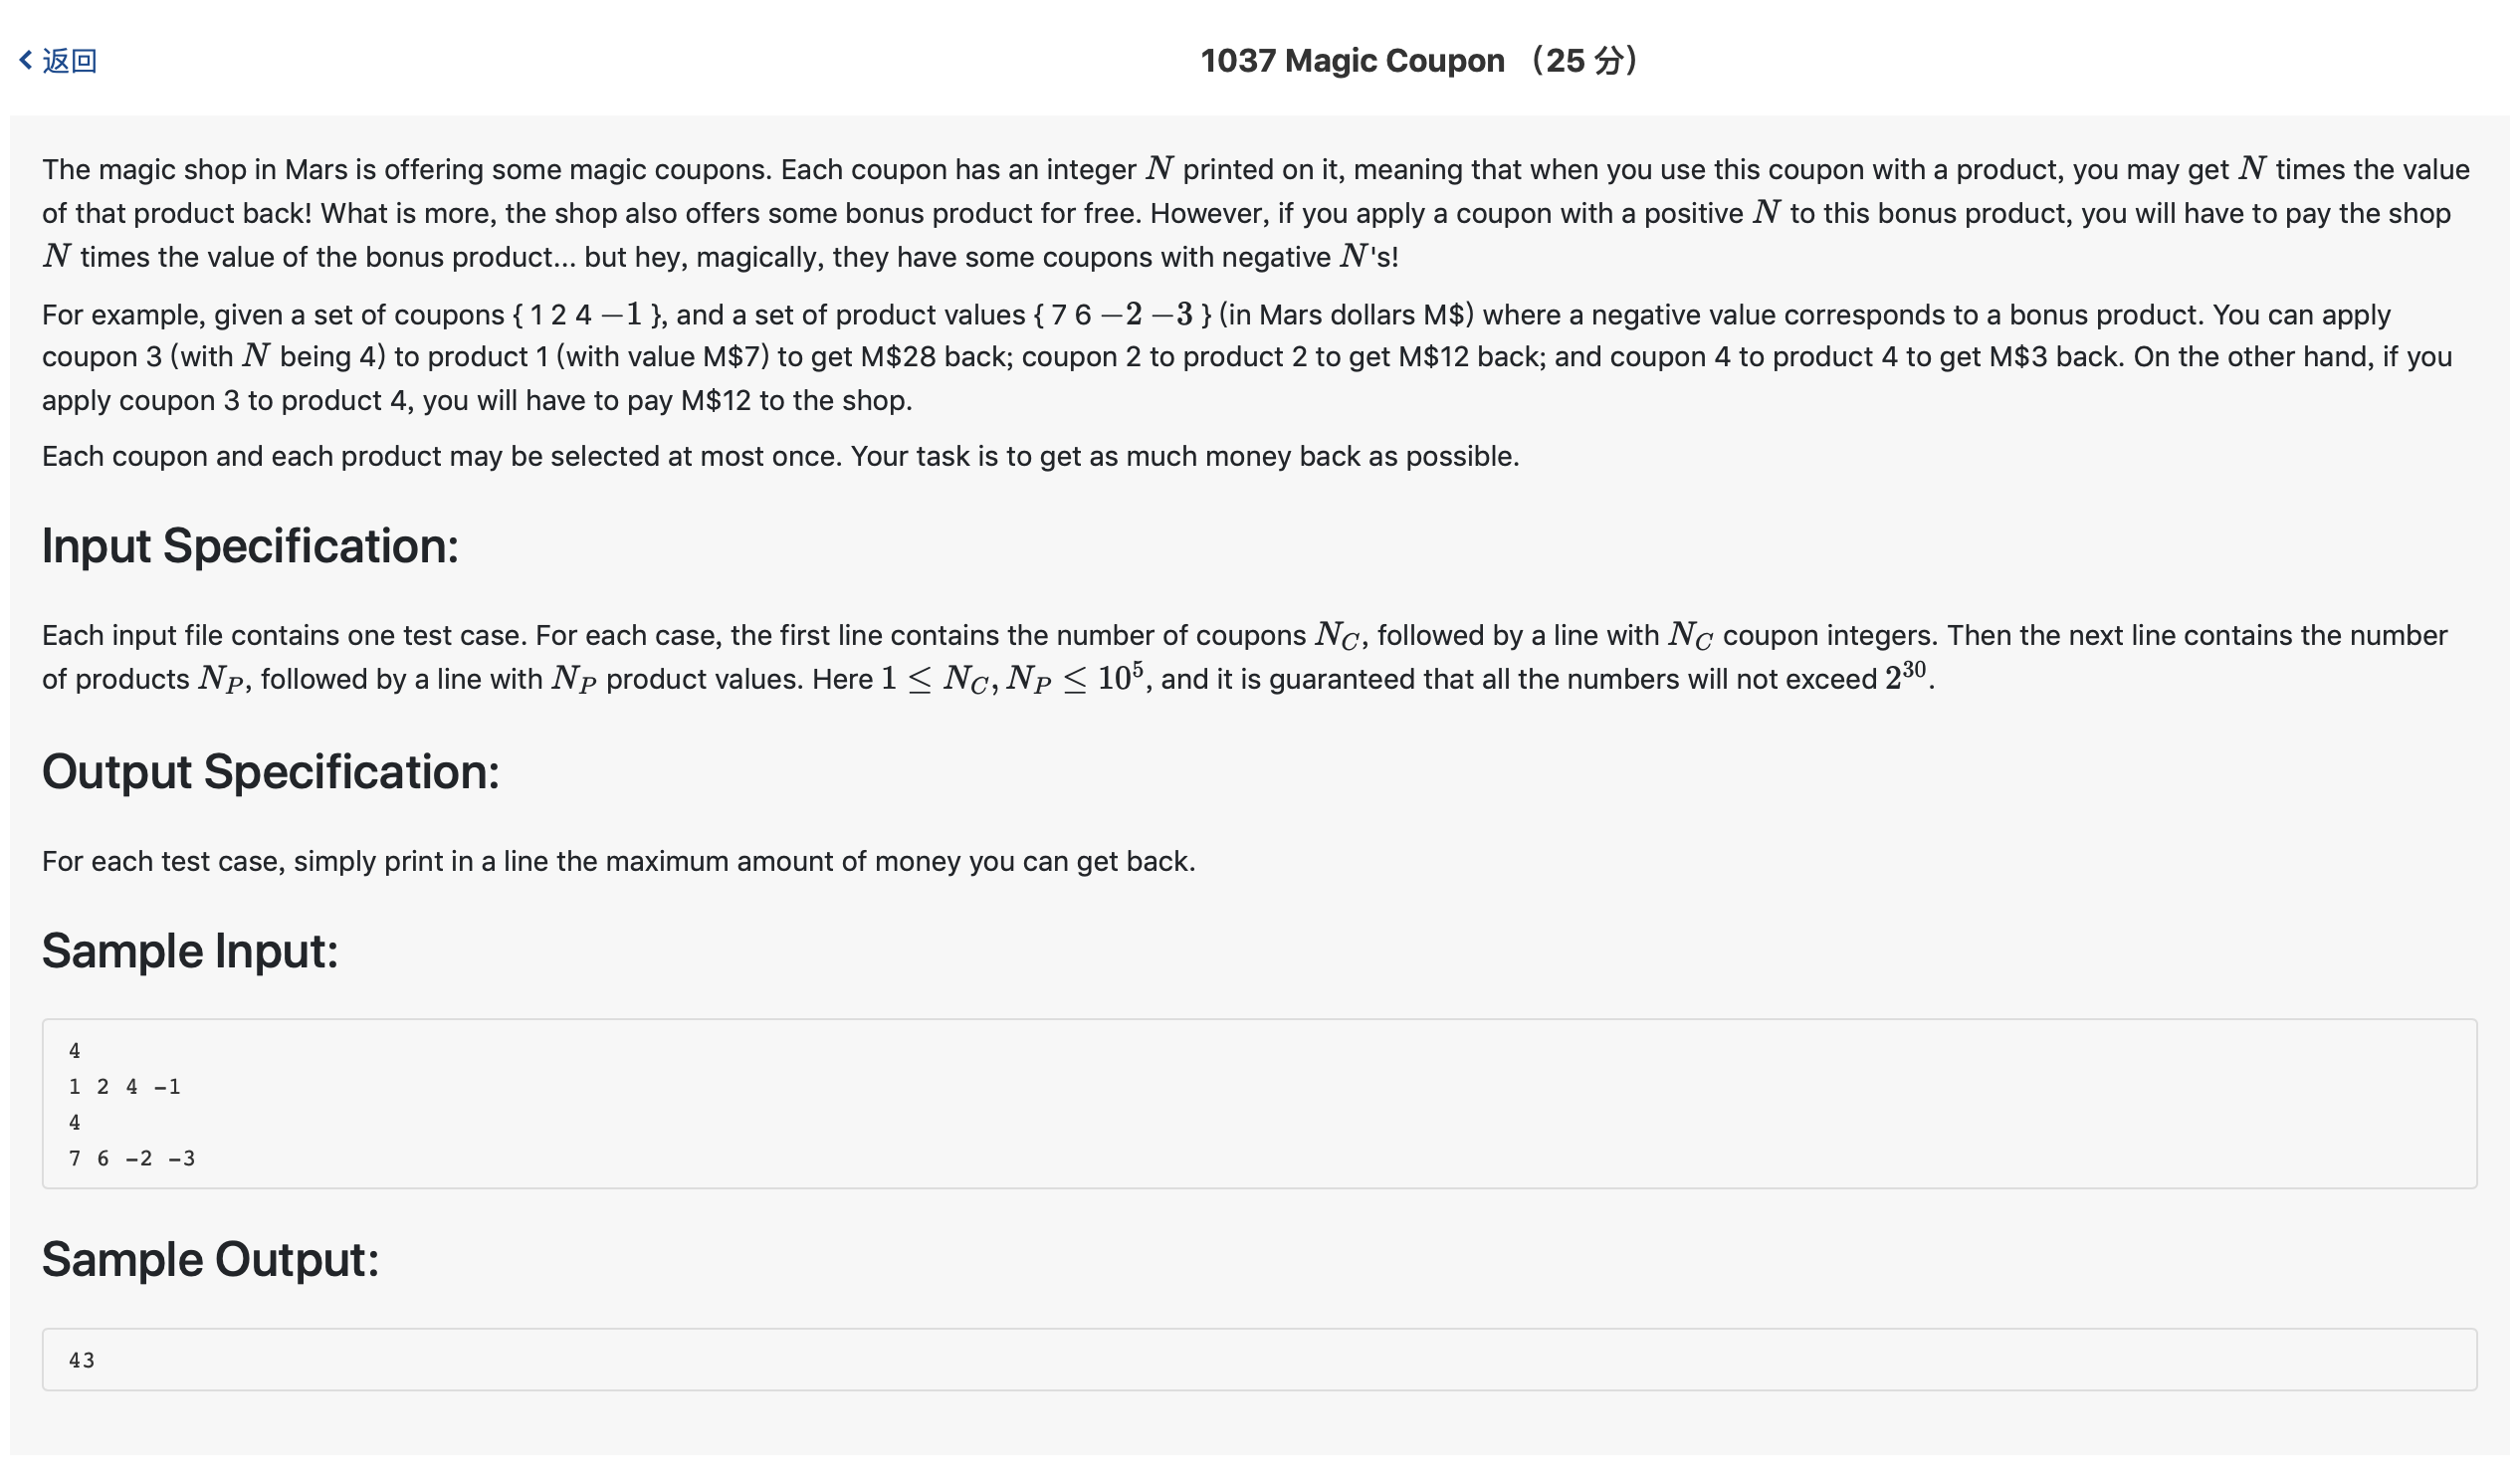 返回
1037 Magic Coupon （25 分）
The magic shop in Mars is offering some magic coupons. Each coupon has an integer N printed on it, meaning that when you use this coupon with a product, you may get N times the value
of that product back! What is more, the shop also offers some bonus product for free. However, if you apply a coupon with a positive N to this bonus product, you will have to pay the shop
N times the value of the bonus product... but hey, magically, they have some coupons with negative N's!
For example, given a set of coupons { 1 2 4 −1 }, and a set of product values { 7 6 −2 −3 } (in Mars dollars M$) where a negative value corresponds to a bonus product. You can apply
coupon 3 (with N being 4) to product 1 (with value M$7) to get M$28 back; coupon 2 to product 2 to get M$12 back; and coupon 4 to product 4 to get M$3 back. On the other hand, if you
apply coupon 3 to product 4, you will have to pay M$12 to the shop.
Each coupon and each product may be selected at most once. Your task is to get as much money back as possible.
Input Specification:
Each input file contains one test case. For each case, the first line contains the number of coupons N_C, followed by a line with N_C coupon integers. Then the next line contains the number
of products N_P, followed by a line with N_P product values. Here 1 ≤ N_C, N_P ≤ 10^5, and it is guaranteed that all the numbers will not exceed 2^30.
Output Specification:
For each test case, simply print in a line the maximum amount of money you can get back.
Sample Input:
4
1 2 4 -1
4
7 6 -2 -3
Sample Output:
43